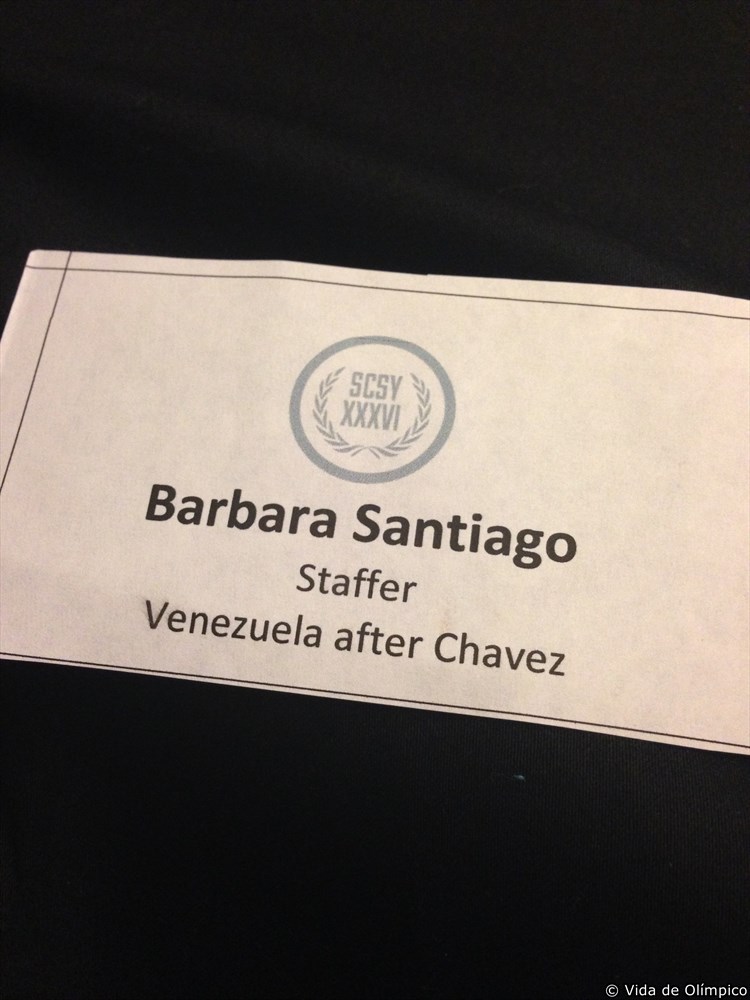 SCSY
XXXVI
Barbara Santiago
Staffer
Venezuela after Chavez
© Vida de Olímpico